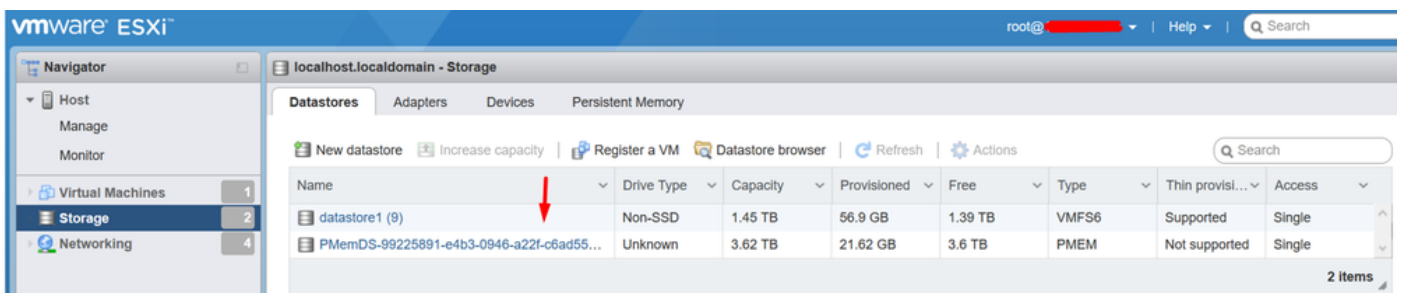 vmware ESXi™
root@
Help
Search
Navigator
localhost.localdomain - Storage
Host
Manage
Monitor
Virtual Machines 1
Storage 2
Networking 4
Datastores Adapters Devices Persistent Memory
New datastore Increase capacity Register a VM Datastore browser Refresh Actions Search
Name Drive Type Capacity Provisioned Free Type Thin provisi... Access
datastore1 (9) Non-SSD 1.45 TB 56.9 GB 1.39 TB VMFS6 Supported Single
PMemDS-99225891-e4b3-0946-a22f-c6ad55... Unknown 3.62 TB 21.62 GB 3.6 TB PMEM Not supported Single
2 items